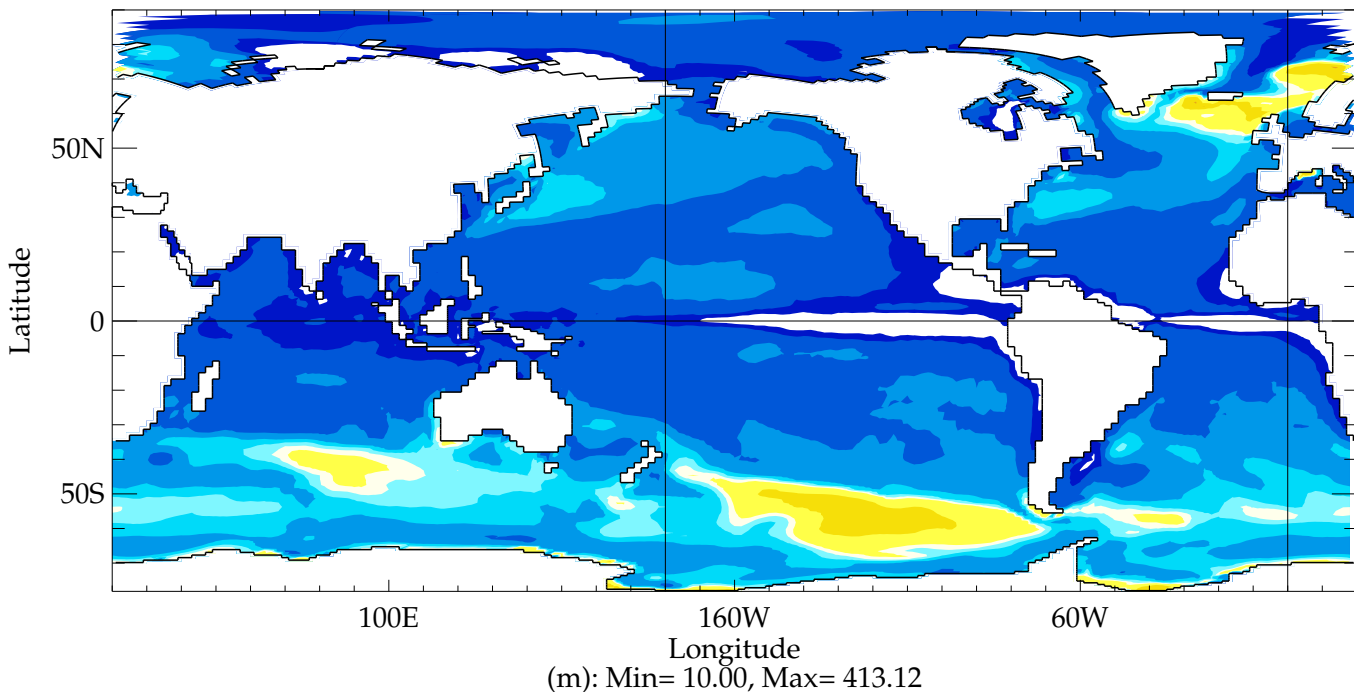 50N
0
50S
Latitude
100E
160W
60W
Longitude
(m): Min= 10.00, Max= 413.12